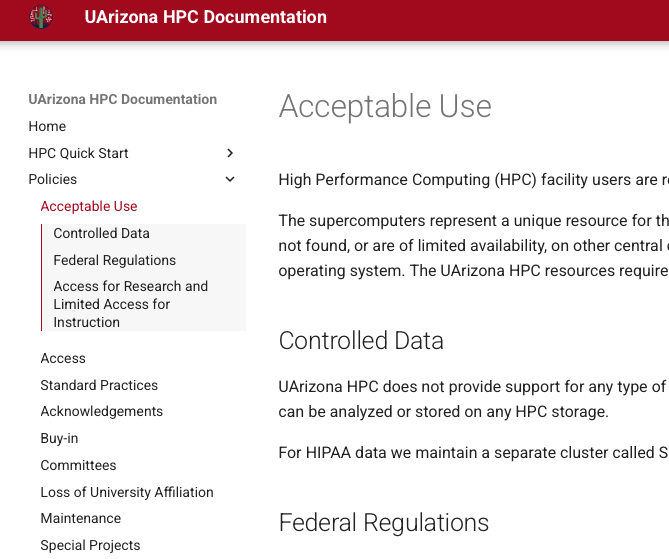 UArizona HPC Documentation
UArizona HPC Documentation
Home
HPC Quick Start
Policies
Acceptable Use
Controlled Data
Federal Regulations
Access for Research and
Limited Access for
Instruction
Access
Standard Practices
Acknowledgements
Buy-in
Committees
Loss of University Affiliation
Maintenance
Special Projects
Acceptable Use
High Performance Computing (HPC) facility users are
The supercomputers represent a unique resource for
not found, or are of limited availability, on other central
operating system. The UArizona HPC resources require
Controlled Data
UArizona HPC does not provide support for any type of
can be analyzed or stored on any HPC storage.
For HIPAA data we maintain a separate cluster called
Federal Regulations